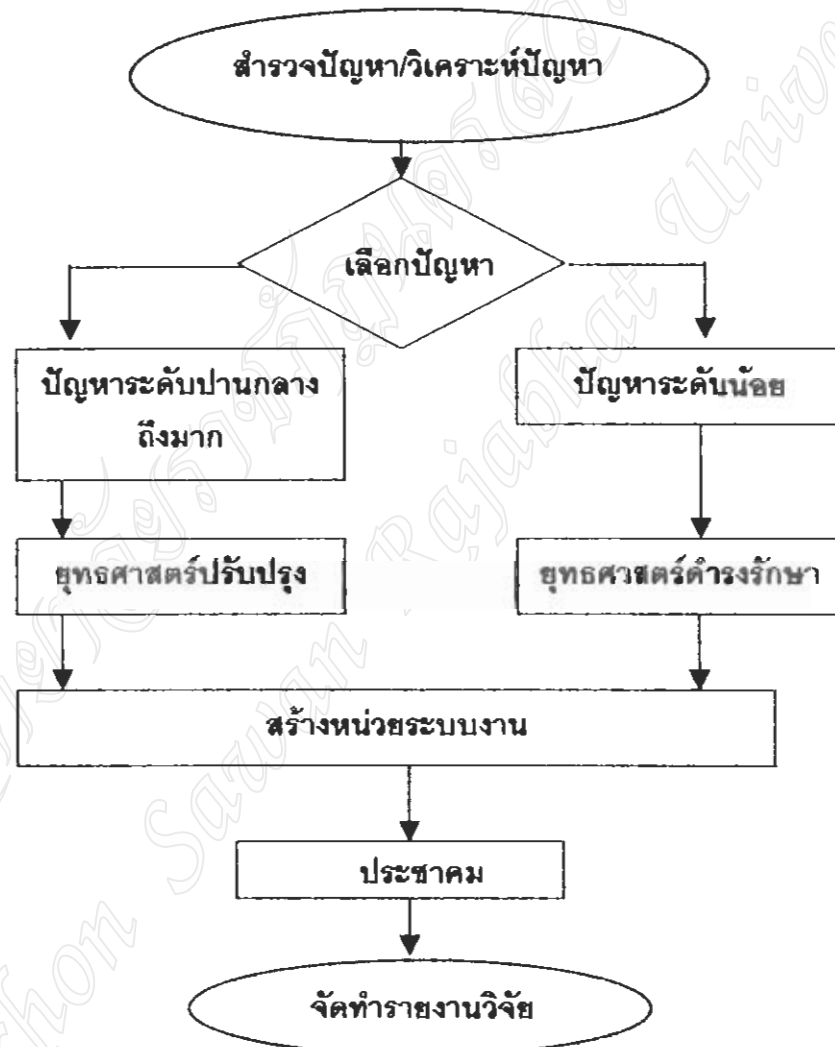 สำรวจปัญหา/วิเคราะห์ปัญหา
เลือกปัญหา
ปัญหาระดับปานกลาง
ถึงมาก
ปัญหาระดับน้อย
ยุทธศาสตร์ปรับปรุง
ยุทธศาสตร์ดำรงรักษา
สร้างหน่วยระบบงาน
ประชาคม
จัดทำรายงานวิจัย
Sawan Rajabhat Univ